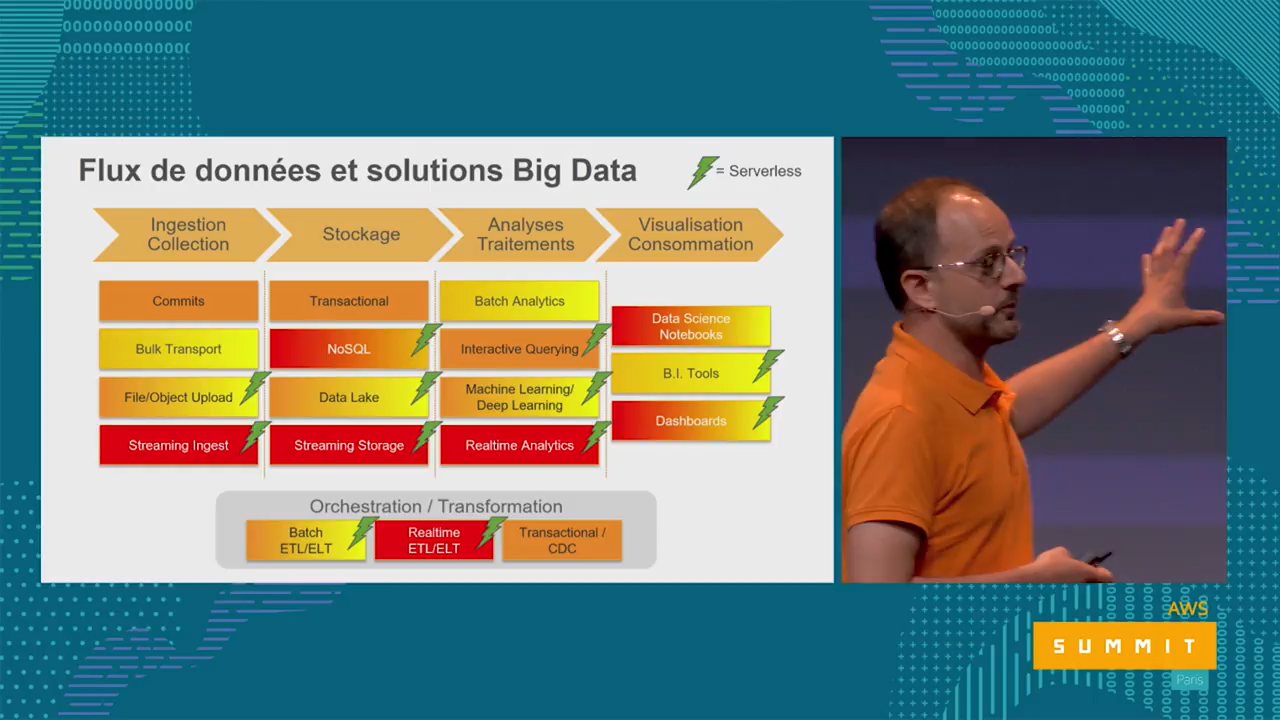 Flux de données et solutions Big Data
= Serverless
Ingestion
Collection
Stockage
Analyses
Traitements
Visualisation
Consommation
Commits
Bulk Transport
File/Object Upload
Streaming Ingest
Transactional
NoSQL
Data Lake
Streaming Storage
Batch Analytics
Interactive Querying
Machine Learning/
Deep Learning
Realtime Analytics
Data Science
Notebooks
B.I. Tools
Dashboards
Orchestration / Transformation
Batch
ETL/ELT
Realtime
ETL/ELT
Transactional /
CDC
AWS
SUMMIT
Paris